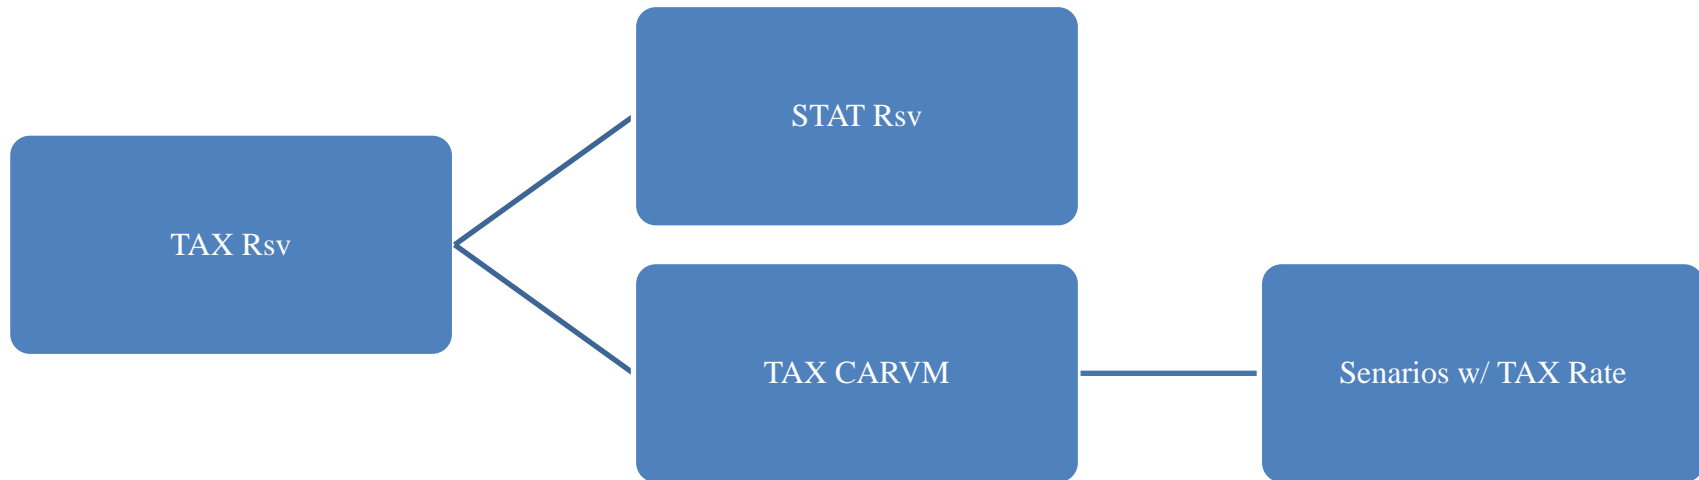 TAX Rsv
STAT Rsv
TAX CARVM
Senarios w/ TAX Rate